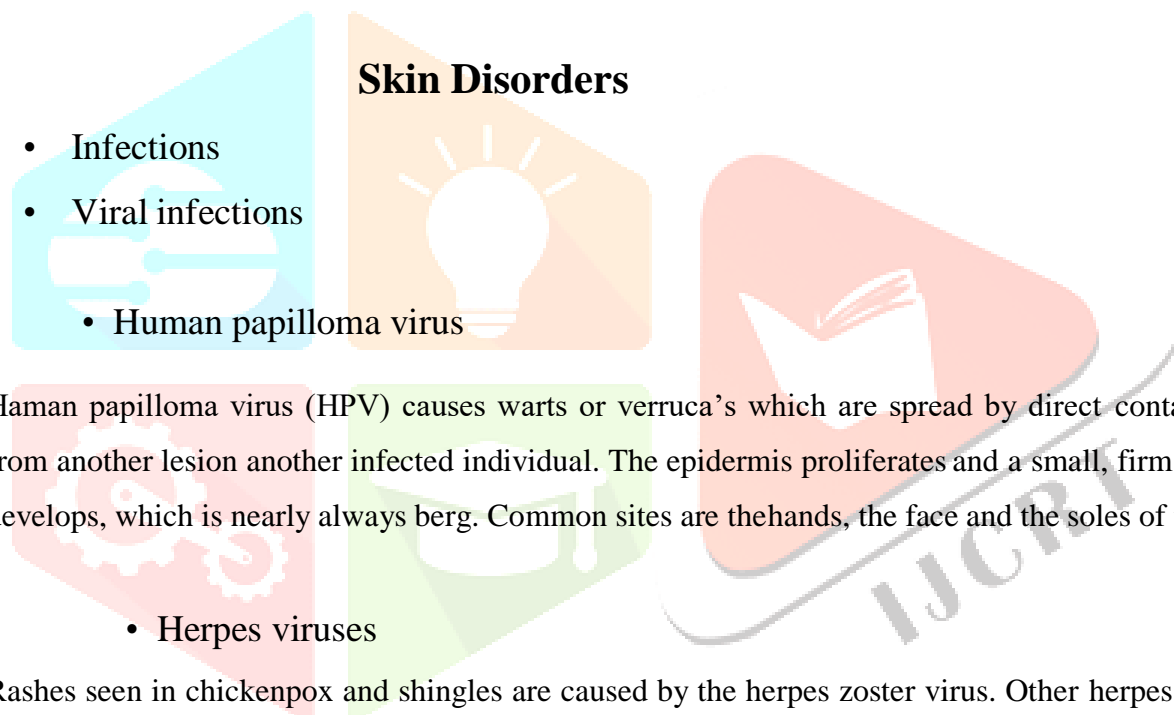 Skin Disorders
• Infections
• Viral infections
• Human papilloma virus
Haman papilloma virus (HPV) causes warts or verruca’s which are spread by direct
from another lesion another infected individual. The epidermis proliferates and a small, firm
develops, which is nearly always berg. Common sites are thehands, the face and the soles of
IJCRT
• Herpes viruses
Rashes seen in chickenpox and shingles are caused by the herpes zoster virus. Other herpes